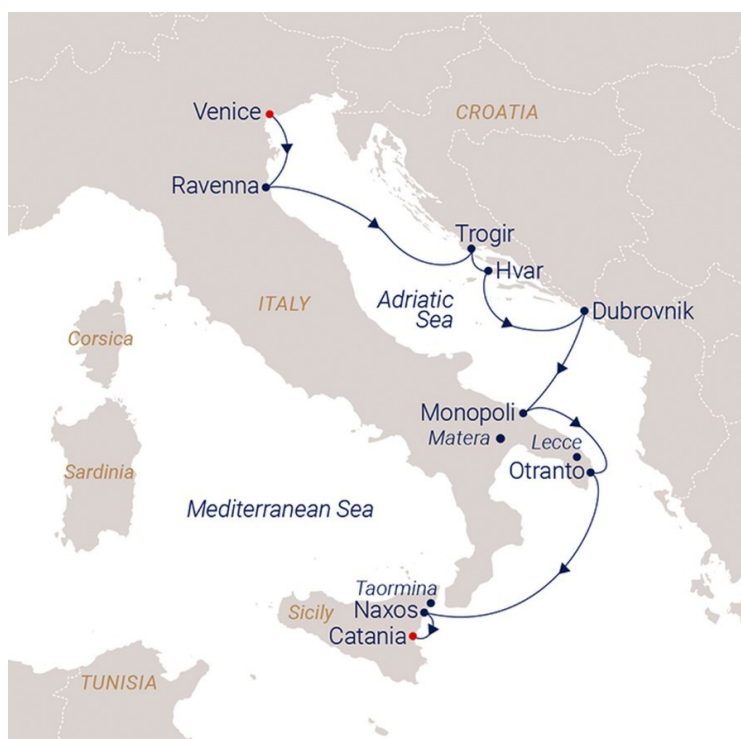 Venice
CROATIA
Ravenna
Trogir
Hvar
Adriatic
Sea
ITALY
Dubrovnik
Corsica
Monopoli
Matera
Lecce
Otranto
Sardinia
Mediterranean Sea
Taormina
Naxos
Sicily
Catania
TUNISIA